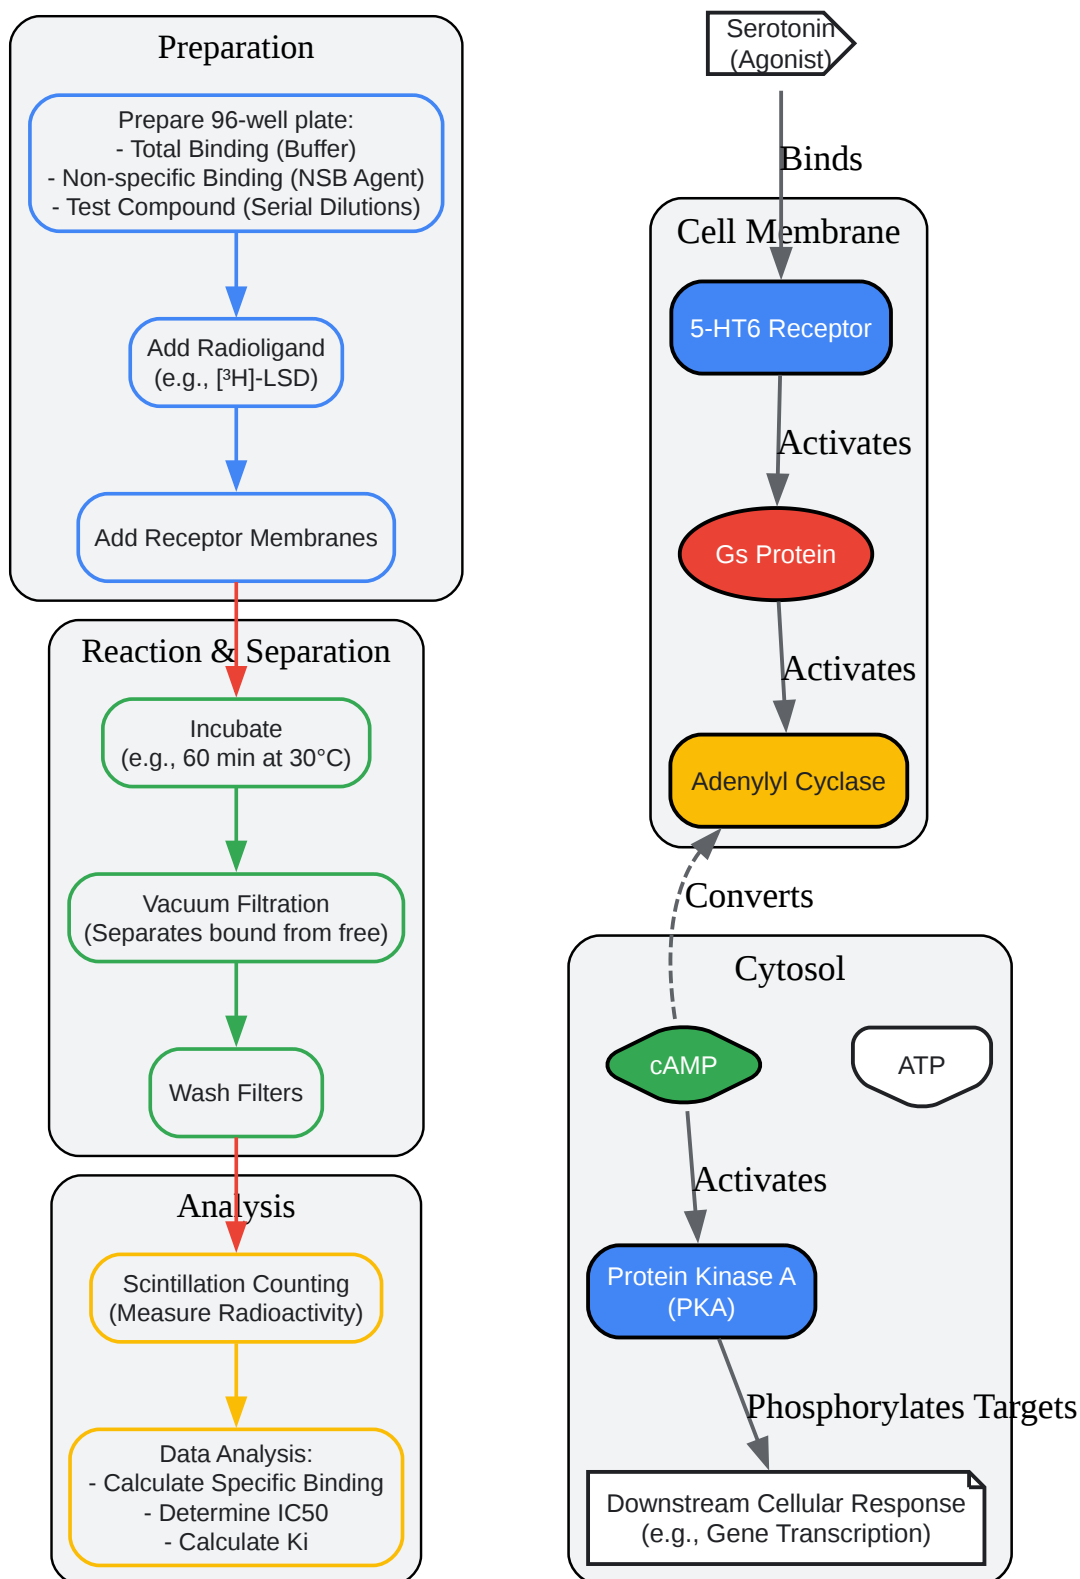 Preparation
Prepare 96-well plate:
- Total Binding (Buffer)
- Non-specific Binding (NSB Agent)
- Test Compound (Serial Dilutions)
Add Radioligand
(e.g., [³H]-LSD)
Add Receptor Membranes
Reaction & Separation
Incubate
(e.g., 60 min at 30°C)
Vacuum Filtration
(Separates bound from free)
Wash Filters
Analysis
Scintillation Counting
(Measure Radioactivity)
Data Analysis:
- Calculate Specific Binding
- Determine IC50
- Calculate Ki
Serotonin
(Agonist)
Binds
Cell Membrane
5-HT6 Receptor
Activates
Gs Protein
Activates
Adenylyl Cyclase
Converts
Cytosol
cAMP
ATP
Activates
Protein Kinase A
(PKA)
Phosphorylates Targets
Downstream Cellular Response
(e.g., Gene Transcription)